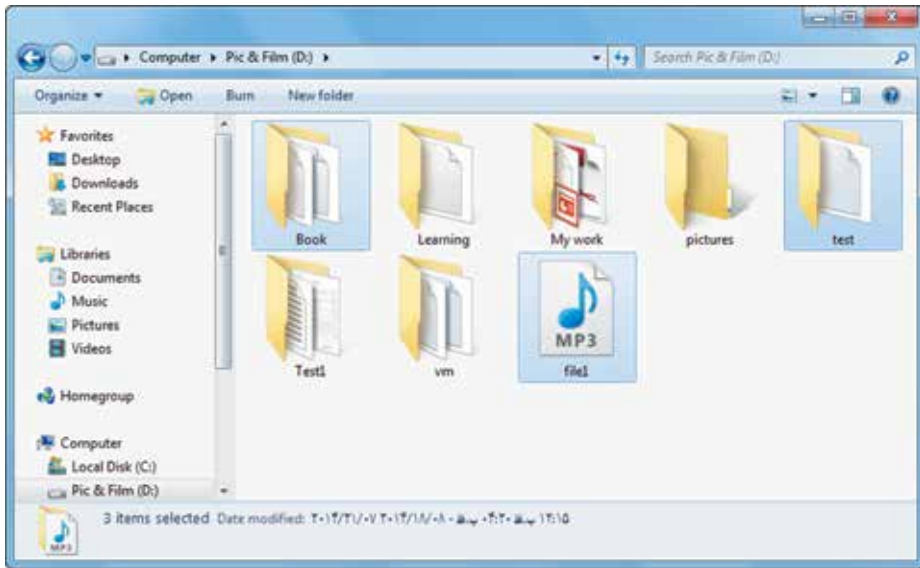 Computer ▸ Pic & Film (D:) ▸
Search Pic & Film (D:)
Organize Open Burn New folder
Favorites
Desktop
Downloads
Recent Places
Libraries
Documents
Music
Pictures
Videos
Homegroup
Computer
Local Disk (C:)
Pic & Film (D:)
Book Learning My work pictures test
MP3
Test1 vm file1
3 items selected Date modified:
MP3